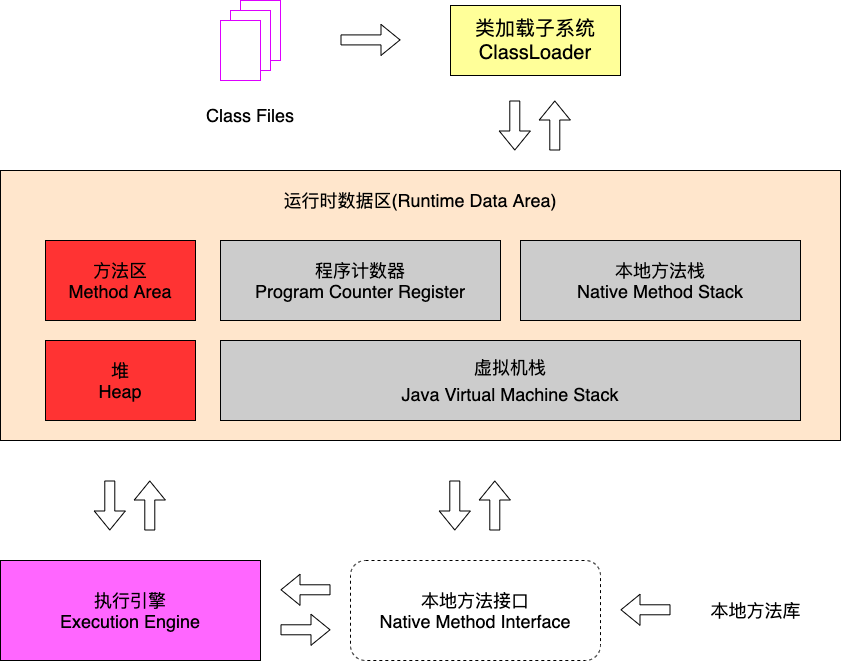 类加载子系统
ClassLoader
Class Files
运行时数据区(Runtime Data Area)
方法区
Method Area
程序计数器
Program Counter Register
本地方法栈
Native Method Stack
堆
Heap
虚拟机栈
Java Virtual Machine Stack
执行引擎
Execution Engine
本地方法接口
Native Method Interface
本地方法库